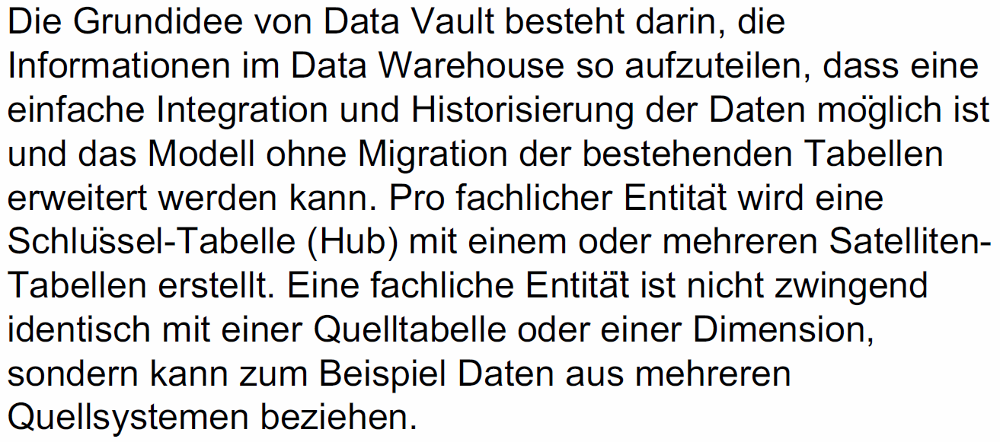 Die Grundidee von Data Vault besteht darin, die
Informationen im Data Warehouse so aufzuteilen, dass eine
einfache Integration und Historisierung der Daten möglich ist
und das Modell ohne Migration der bestehenden Tabellen
erweitert werden kann. Pro fachlicher Entität wird eine
Schlüssel-Tabelle (Hub) mit einem oder mehreren Satelliten-
Tabellen erstellt. Eine fachliche Entität ist nicht zwingend
identisch mit einer Quelltabelle oder einer Dimension,
sondern kann zum Beispiel Daten aus mehreren
Quellsystemen beziehen.